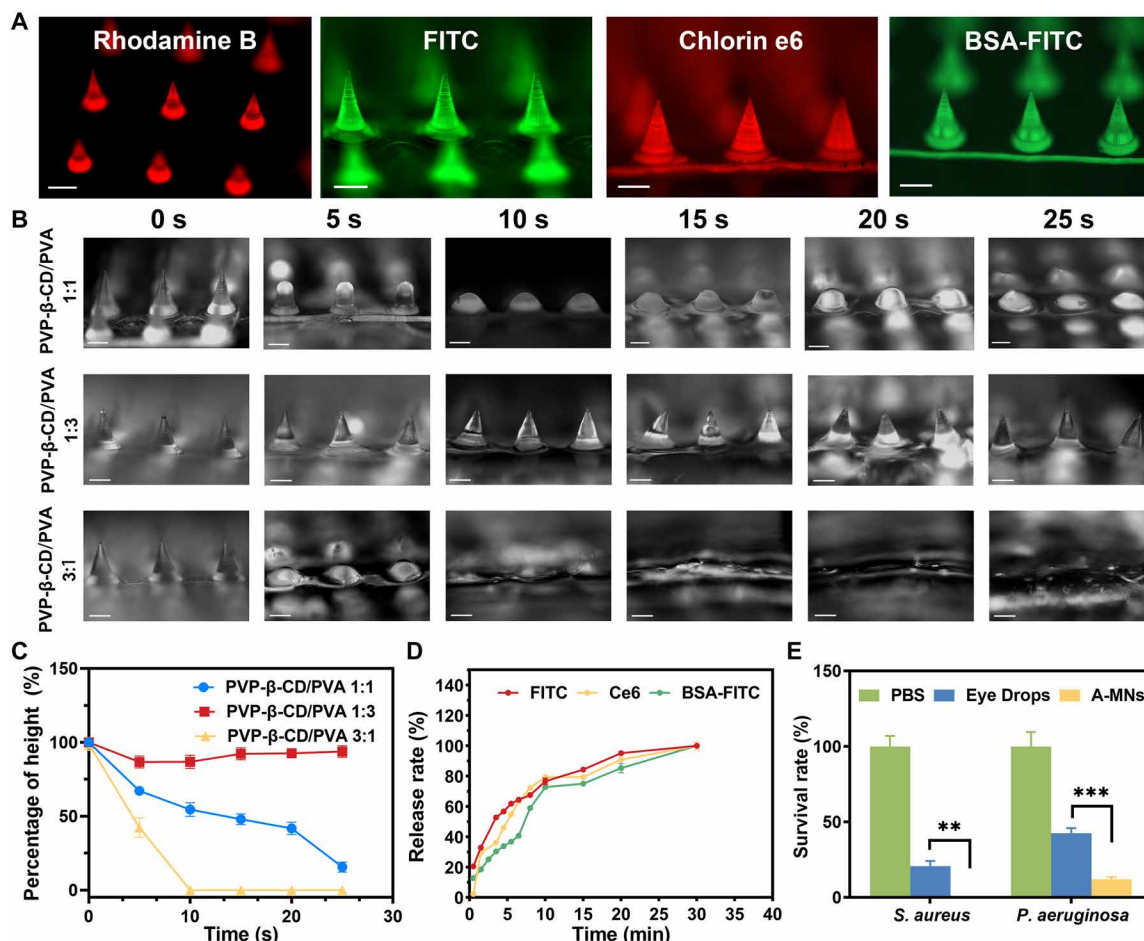 A
Rhodamine B
FITC
Chlorin e6
BSA-FITC
B
0 s
5 s
10 s
15 s
20 s
25 s
PVP-β-CD/PVA
1:1
PVP-β-CD/PVA
1:3
PVP-β-CD/PVA
3:1
C
Percentage of height (%)
150
100
50
0
PVP-β-CD/PVA 1:1
PVP-β-CD/PVA 1:3
PVP-β-CD/PVA 3:1
0
10
20
30
Time (s)
D
Release rate (%)
140
120
100
80
60
40
20
0
FITC
Ce6
BSA-FITC
0
5
10
15
20
25
30
35
40
Time (min)
E
Survival rate (%)
150
100
50
0
PBS
Eye Drops
A-MNs
**
***
S. aureus
P. aeruginosa